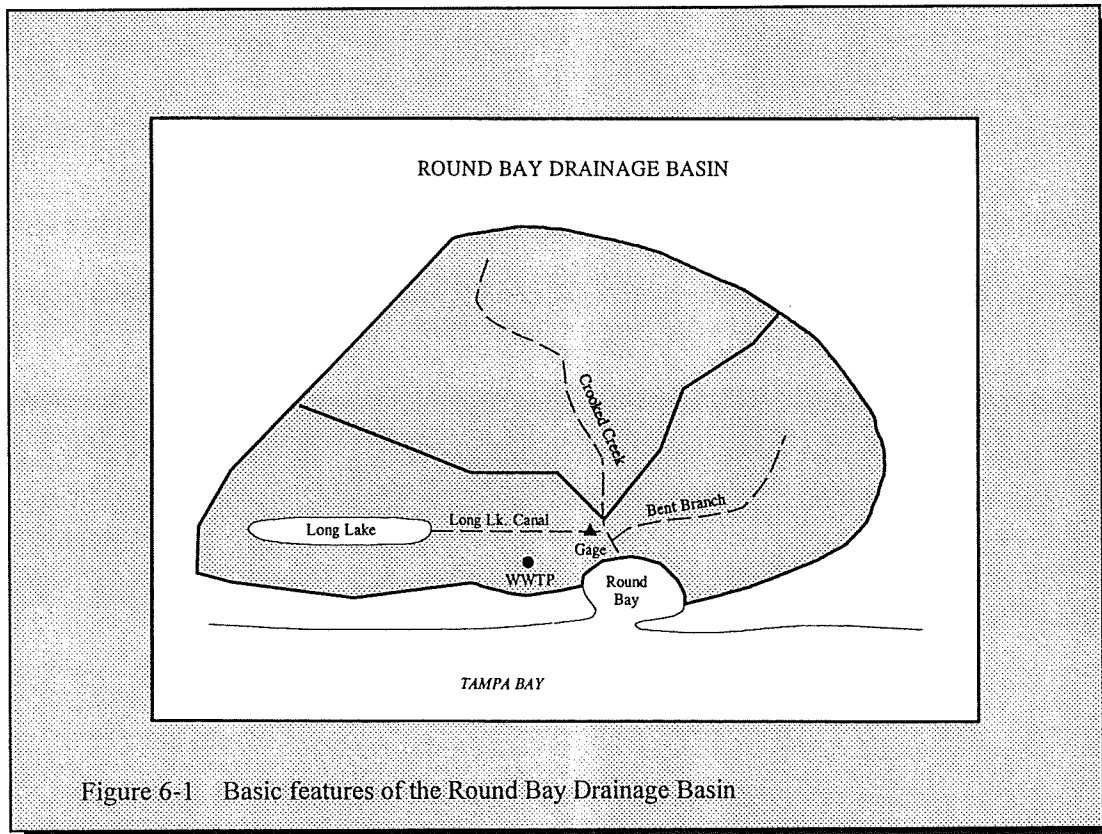 ROUND BAY DRAINAGE BASIN
Crooked Creek
Bent Branch
Long Lake
Long Lk. Canal
Gage
WWTP
Round
Bay
TAMPA BAY
Figure 6-1 Basic features of the Round Bay Drainage Basin